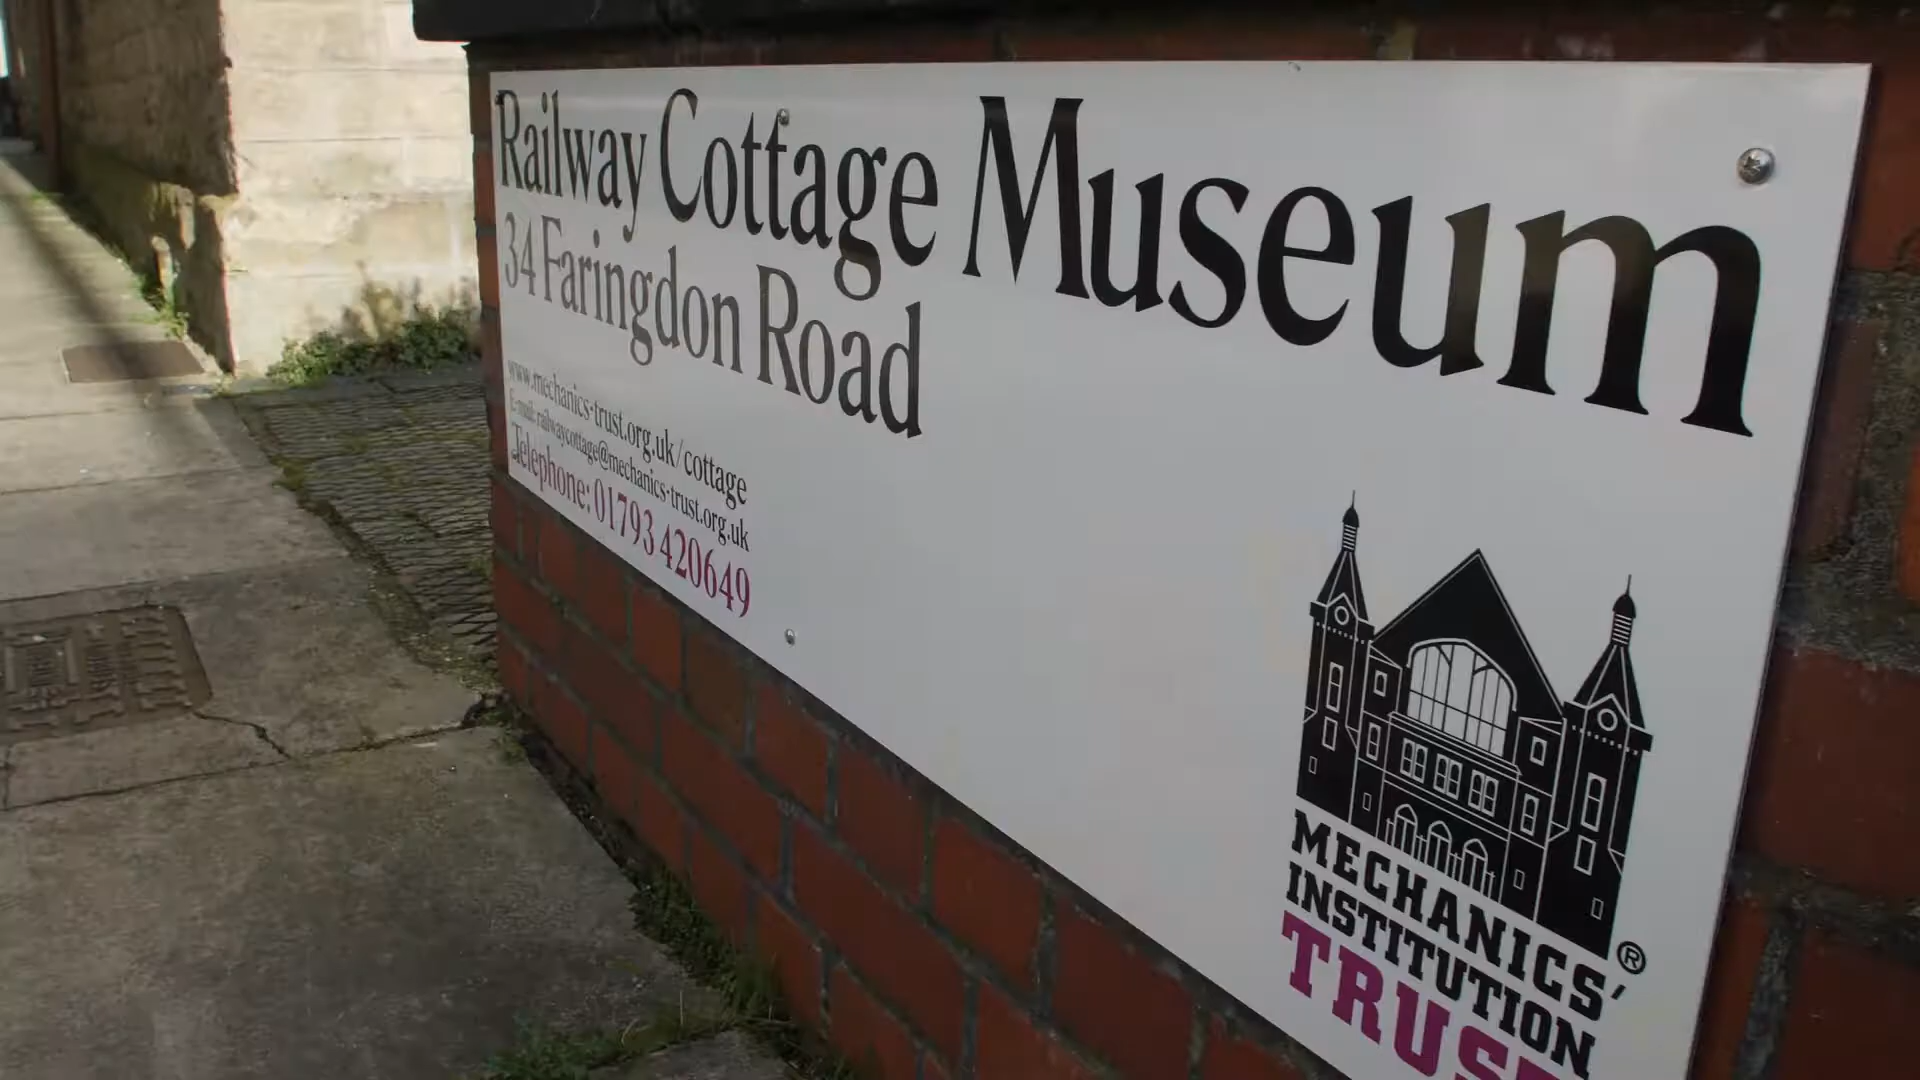 Railway Cottage Museum
34 Faringdon Road
www.mechanics-trust.org.uk/cottage
E-mail: railwaycottage@mechanics-trust.org.uk
Telephone: 01793 420649
MECHANICS'
INSTITUTION
TRUST
®